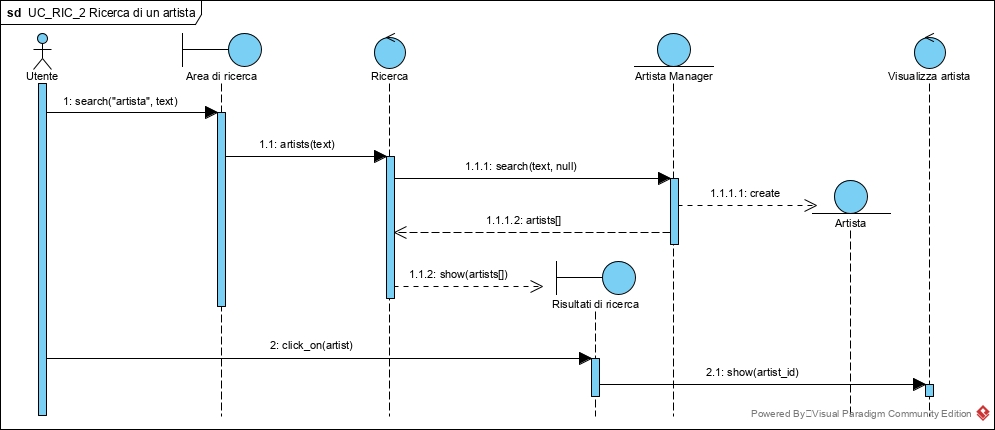 sd UC_RIC_2 Ricerca di un artista
Utente
Area di ricerca
Ricerca
Artista Manager
Visualizza artista
1: search("artista", text)
1.1: artists(text)
1.1.1: search(text, null)
1.1.1.1: create
Artista
1.1.1.2: artists[]
1.1.2: show(artists[])
Risultati di ricerca
2: click_on(artist)
2.1: show(artist_id)
Powered By Visual Paradigm Community Edition